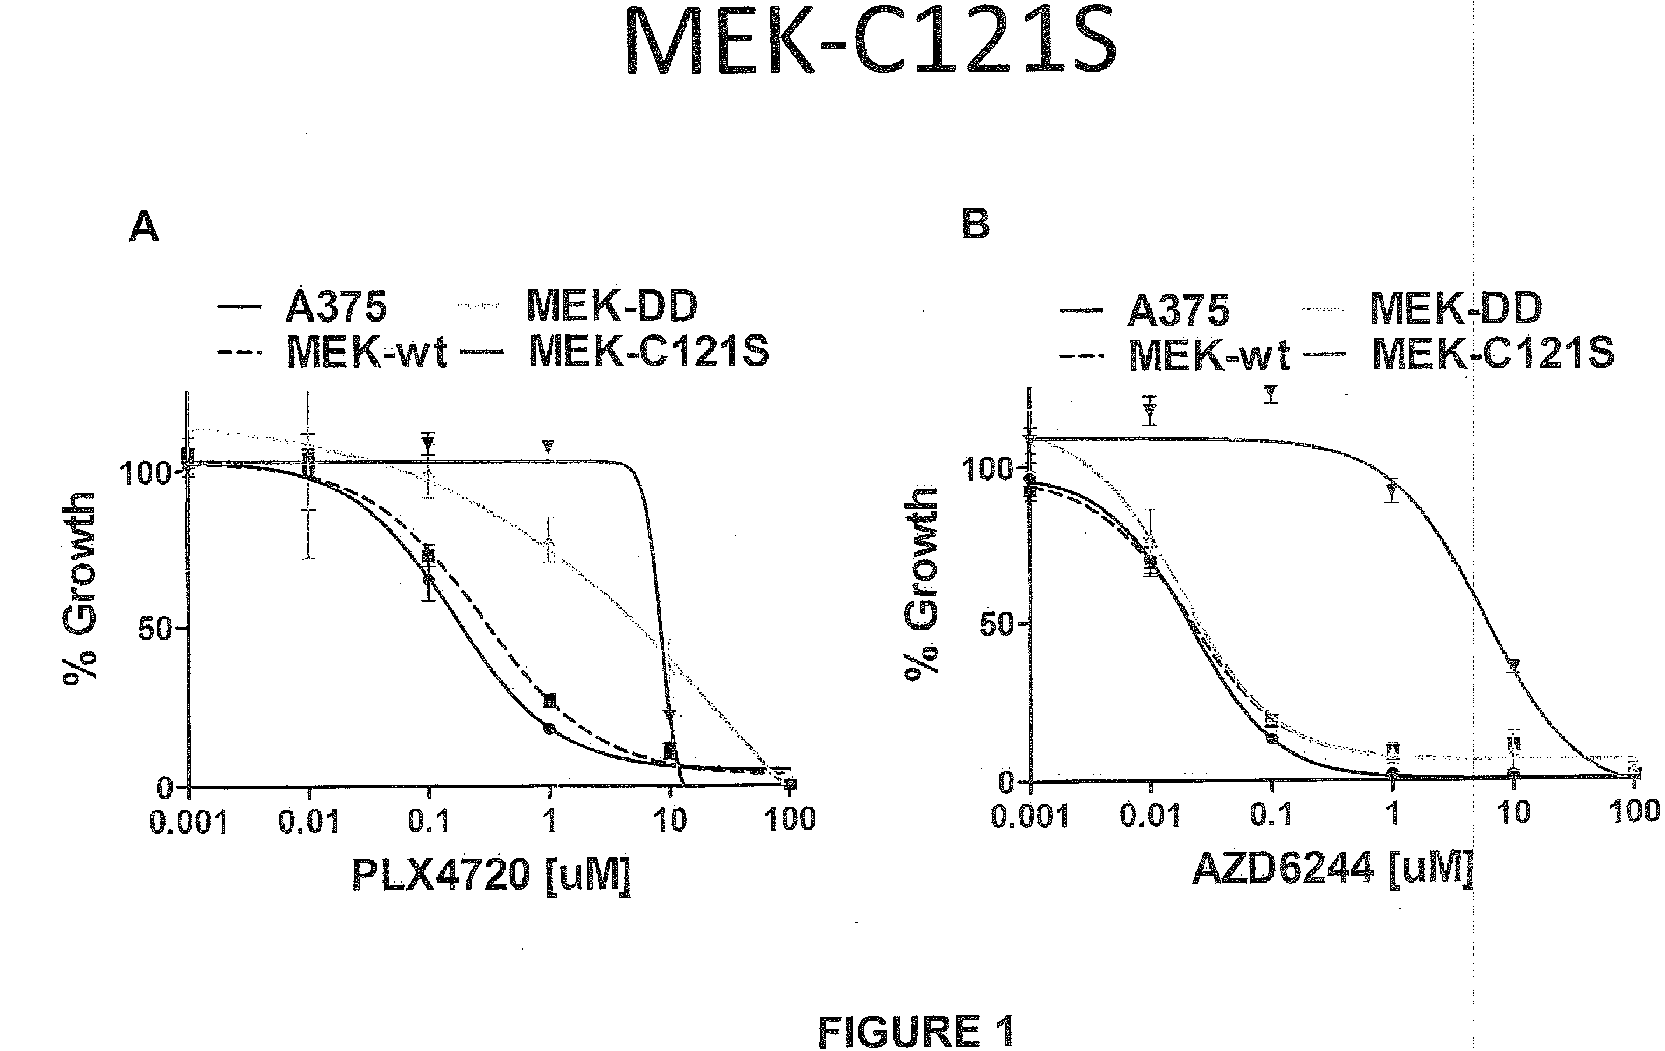 MEK-C121S
A
A375 MEK-DD
MEK-wt MEK-C121S
% Growth
100
50
0
0.001 0.01 0.1 1 10 100
PLX4720 [uM]
B
A375 MEK-DD
MEK-wt MEK-C121S
% Growth
100
50
0
0.001 0.01 0.1 1 10 100
AZD6244 [uM]
FIGURE 1